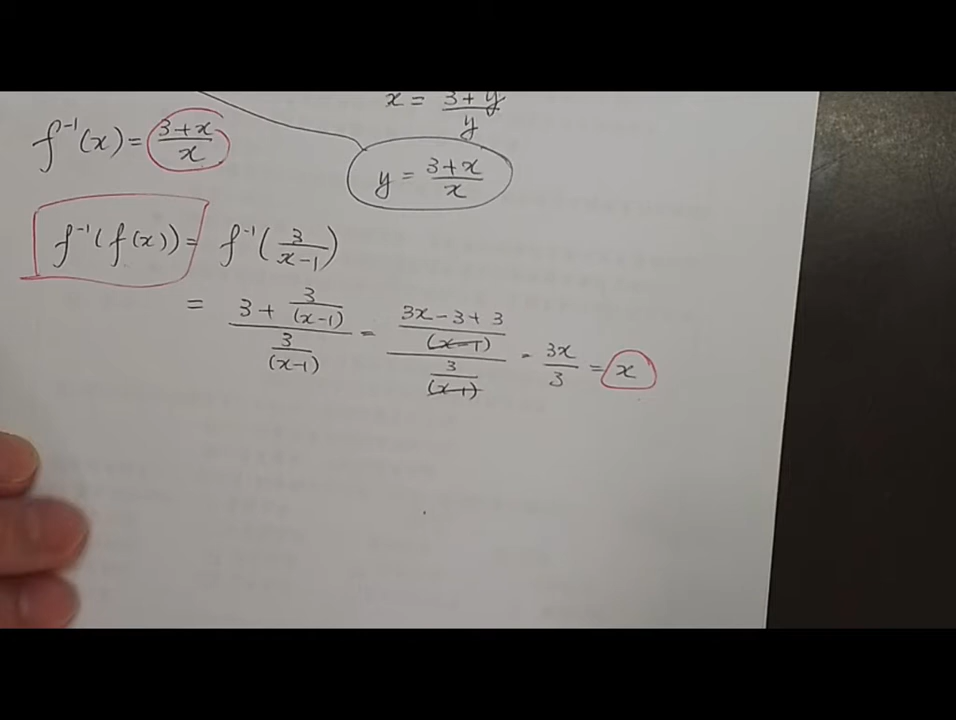 x = (3+y)/y
f⁻¹(x) = (3+x)/x
y = (3+x)/x
f⁻¹(f(x)) = f⁻¹(3/(x-1))
= (3 + 3/(x-1))/(3/(x-1)) = ((3x-3+3)/(x-1))/(3/(x-1)) = 3x/3 = x